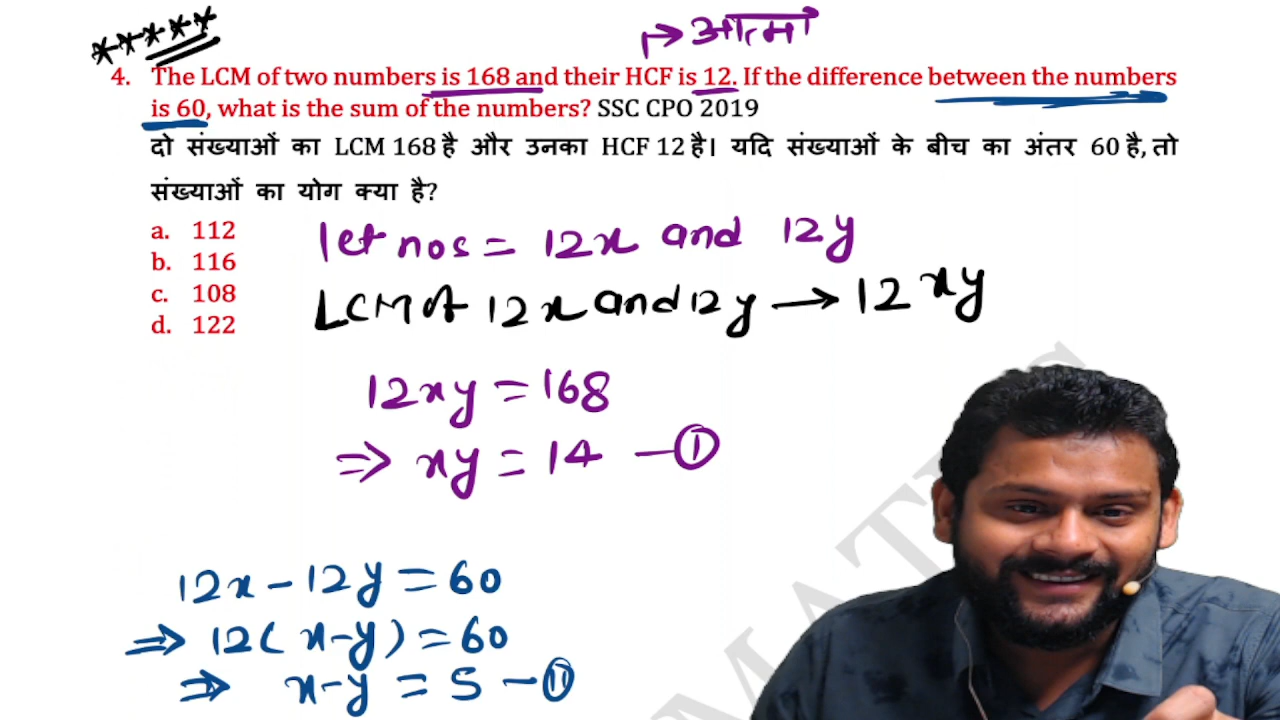 *****
→ आत्मा
4. The LCM of two numbers is 168 and their HCF is 12. If the difference between the numbers
is 60, what is the sum of the numbers? SSC CPO 2019
दो संख्याओं का LCM 168 है और उनका HCF 12 है। यदि संख्याओं के बीच का अंतर 60 है, तो
संख्याओं का योग क्या है?
a. 112
b. 116
c. 108
d. 122
let nos = 12x and 12y
LCM of 12x and 12y → 12xy
12xy = 168
⇒ xy = 14 — ①
12x - 12y = 60
⇒ 12(x-y) = 60
⇒ x-y = 5 — ⑪
MATHS